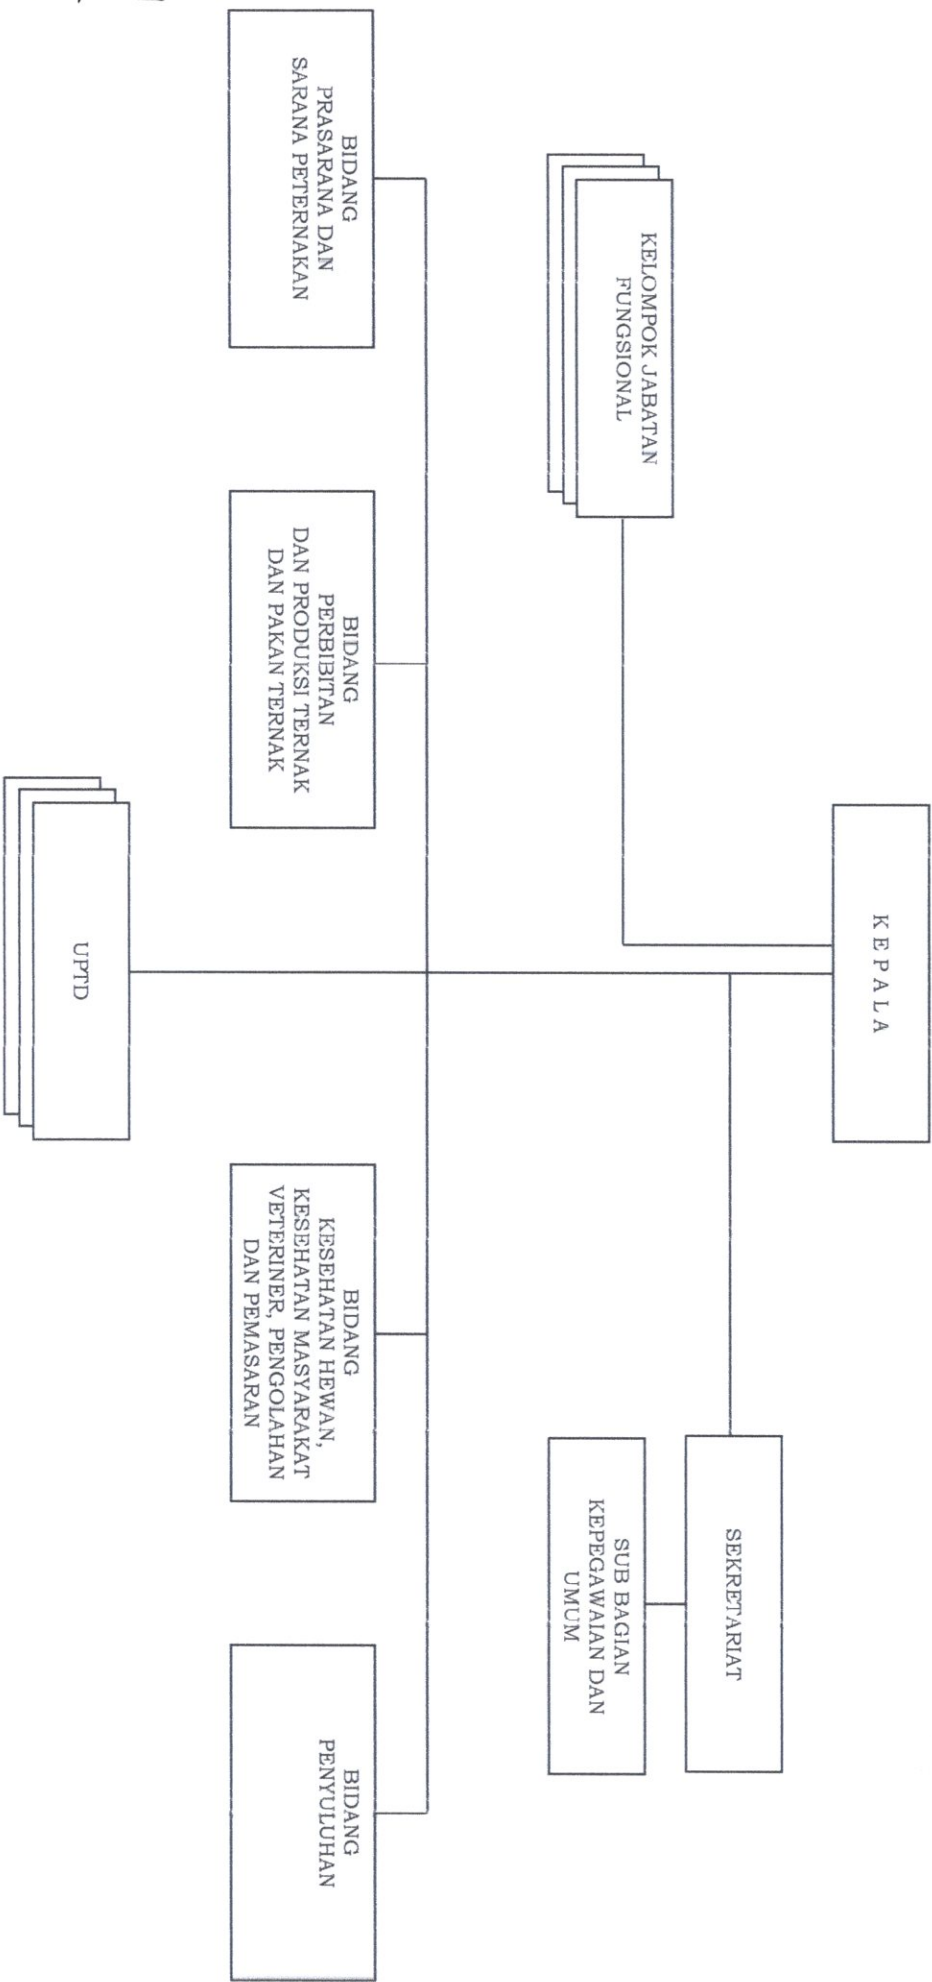 K E P A L A
KELOMPOK JABATAN
FUNGSIONAL
SEKRETARIAT
SUB BAGIAN
KEPEGAWAIAN DAN
UMUM
BIDANG
PRASARANA DAN
SARANA PETERNAKAN
BIDANG
PERBIBITAN
DAN PRODUKSI TERNAK
DAN PAKAN TERNAK
BIDANG
KESEHATAN HEWAN,
KESEHATAN MASYARAKAT
VETERINER, PENGOLAHAN
DAN PEMASARAN
BIDANG
PENYULUHAN
UPTD